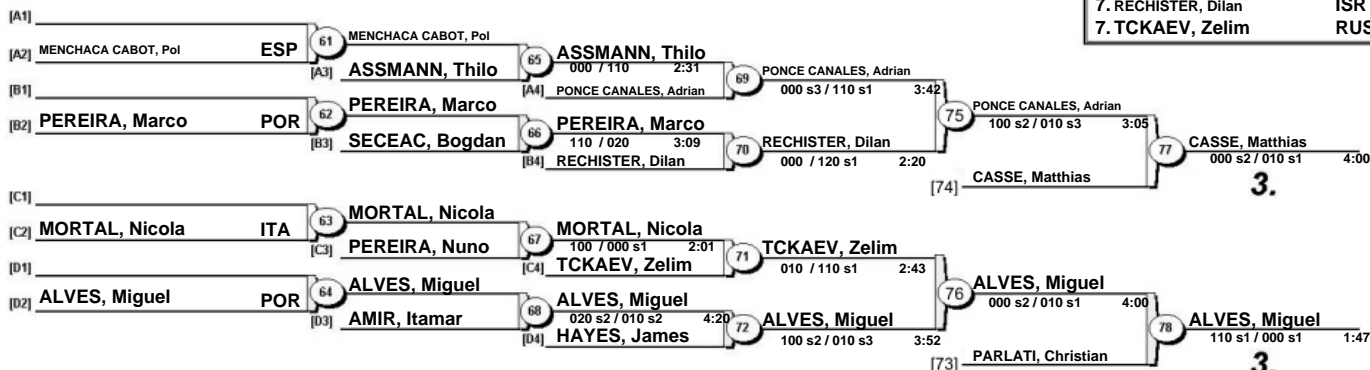 7. RECHISTER, Dilan ISR
7. TCKAEV, Zelim RUS
[A1]
[A2] MENCHACA CABOT, Pol ESP
61
MENCHACA CABOT, Pol
[A3] ASSMANN, Thilo
65
ASSMANN, Thilo
000 / 110 2:31
[A4] PONCE CANALES, Adrian
69
PONCE CANALES, Adrian
000 s3 / 110 s1 3:42
[B1]
[B2] PEREIRA, Marco POR
62
PEREIRA, Marco
[B3] SECEAC, Bogdan
66
PEREIRA, Marco
110 / 020 3:09
[B4] RECHISTER, Dilan
70
RECHISTER, Dilan
000 / 120 s1 2:20
75
PONCE CANALES, Adrian
100 s2 / 010 s3 3:05
[74] CASSE, Matthias
77
CASSE, Matthias
000 s2 / 010 s1 4:00
3.
[C1]
[C2] MORTAL, Nicola ITA
63
MORTAL, Nicola
[C3] PEREIRA, Nuno
67
MORTAL, Nicola
100 / 000 s1 2:01
[C4] TCKAEV, Zelim
71
TCKAEV, Zelim
010 / 110 s1 2:43
[D1]
[D2] ALVES, Miguel POR
64
ALVES, Miguel
[D3] AMIR, Itamar
68
ALVES, Miguel
020 s2 / 010 s2 4:20
[D4] HAYES, James
72
ALVES, Miguel
100 s2 / 010 s3 3:52
76
ALVES, Miguel
000 s2 / 010 s1 4:00
[73] PARLATI, Christian
78
ALVES, Miguel
110 s1 / 000 s1 1:47
3.